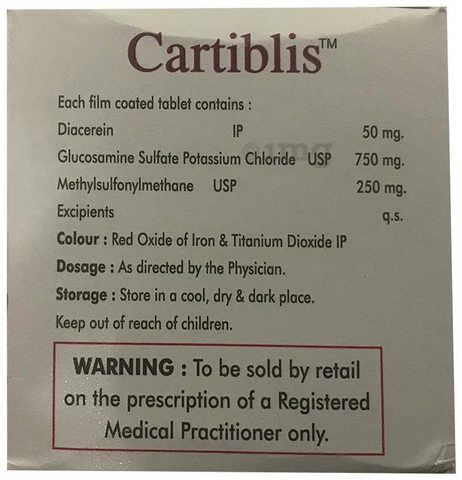 Cartiblis™
Each film coated tablet contains :
Diacerein IP 50 mg.
Glucosamine Sulfate Potassium Chloride USP 750 mg.
Methylsulfonylmethane USP 250 mg.
Excipients q.s.
Colour : Red Oxide of Iron & Titanium Dioxide IP
Dosage : As directed by the Physician.
Storage : Store in a cool, dry & dark place.
Keep out of reach of children.
WARNING : To be sold by retail
on the prescription of a Registered
Medical Practitioner only.